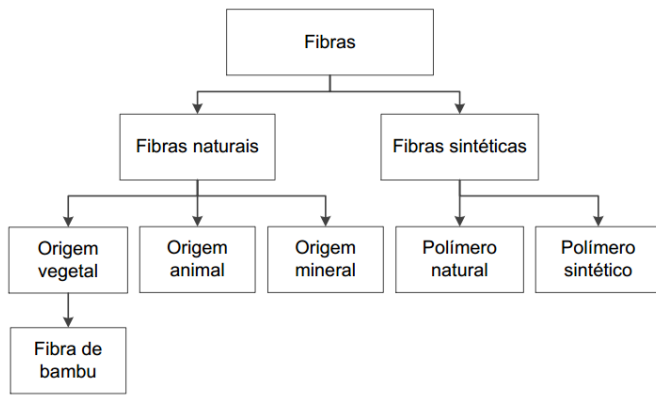 Fibras
Fibras naturais
Fibras sintéticas
Origem
vegetal
Origem
animal
Origem
mineral
Polímero
natural
Polímero
sintético
Fibra de
bambu